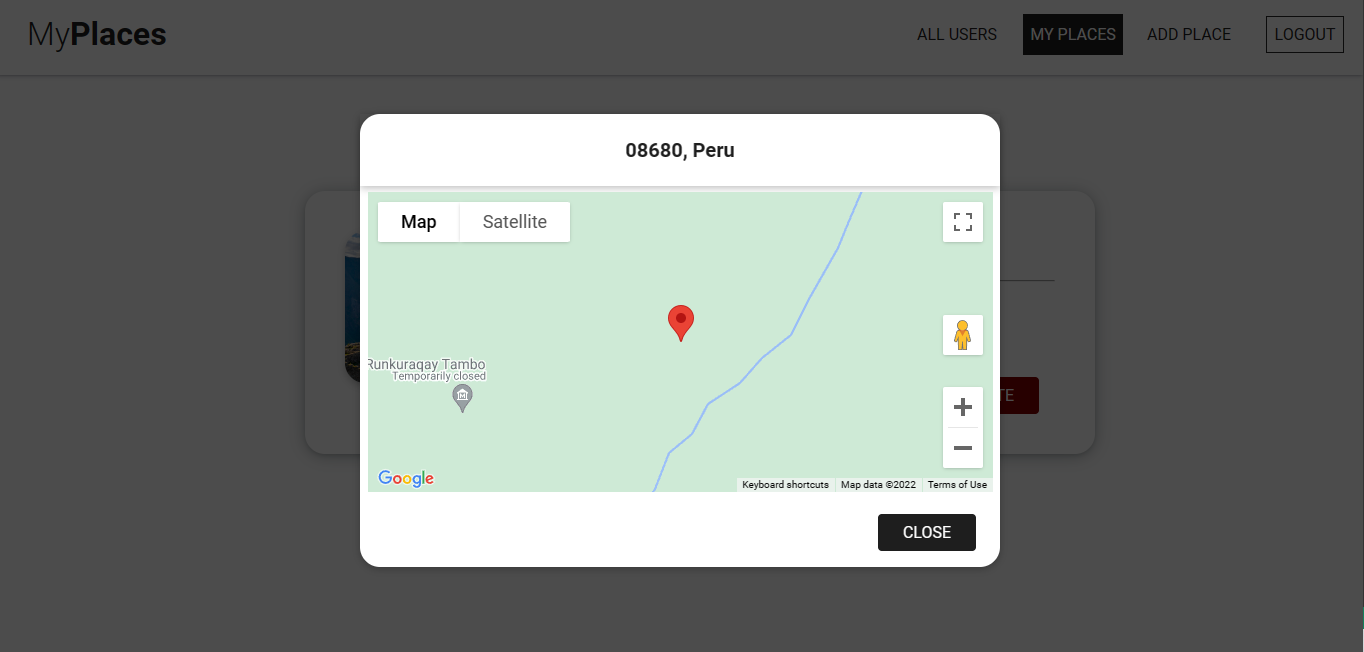 MyPlaces
ALL USERS
MY PLACES
ADD PLACE
LOGOUT
08680, Peru
Map
Satellite
Runkuraqay Tambo
Temporarily closed
Google
Keyboard shortcuts
Map data ©2022
Terms of Use
TE
CLOSE